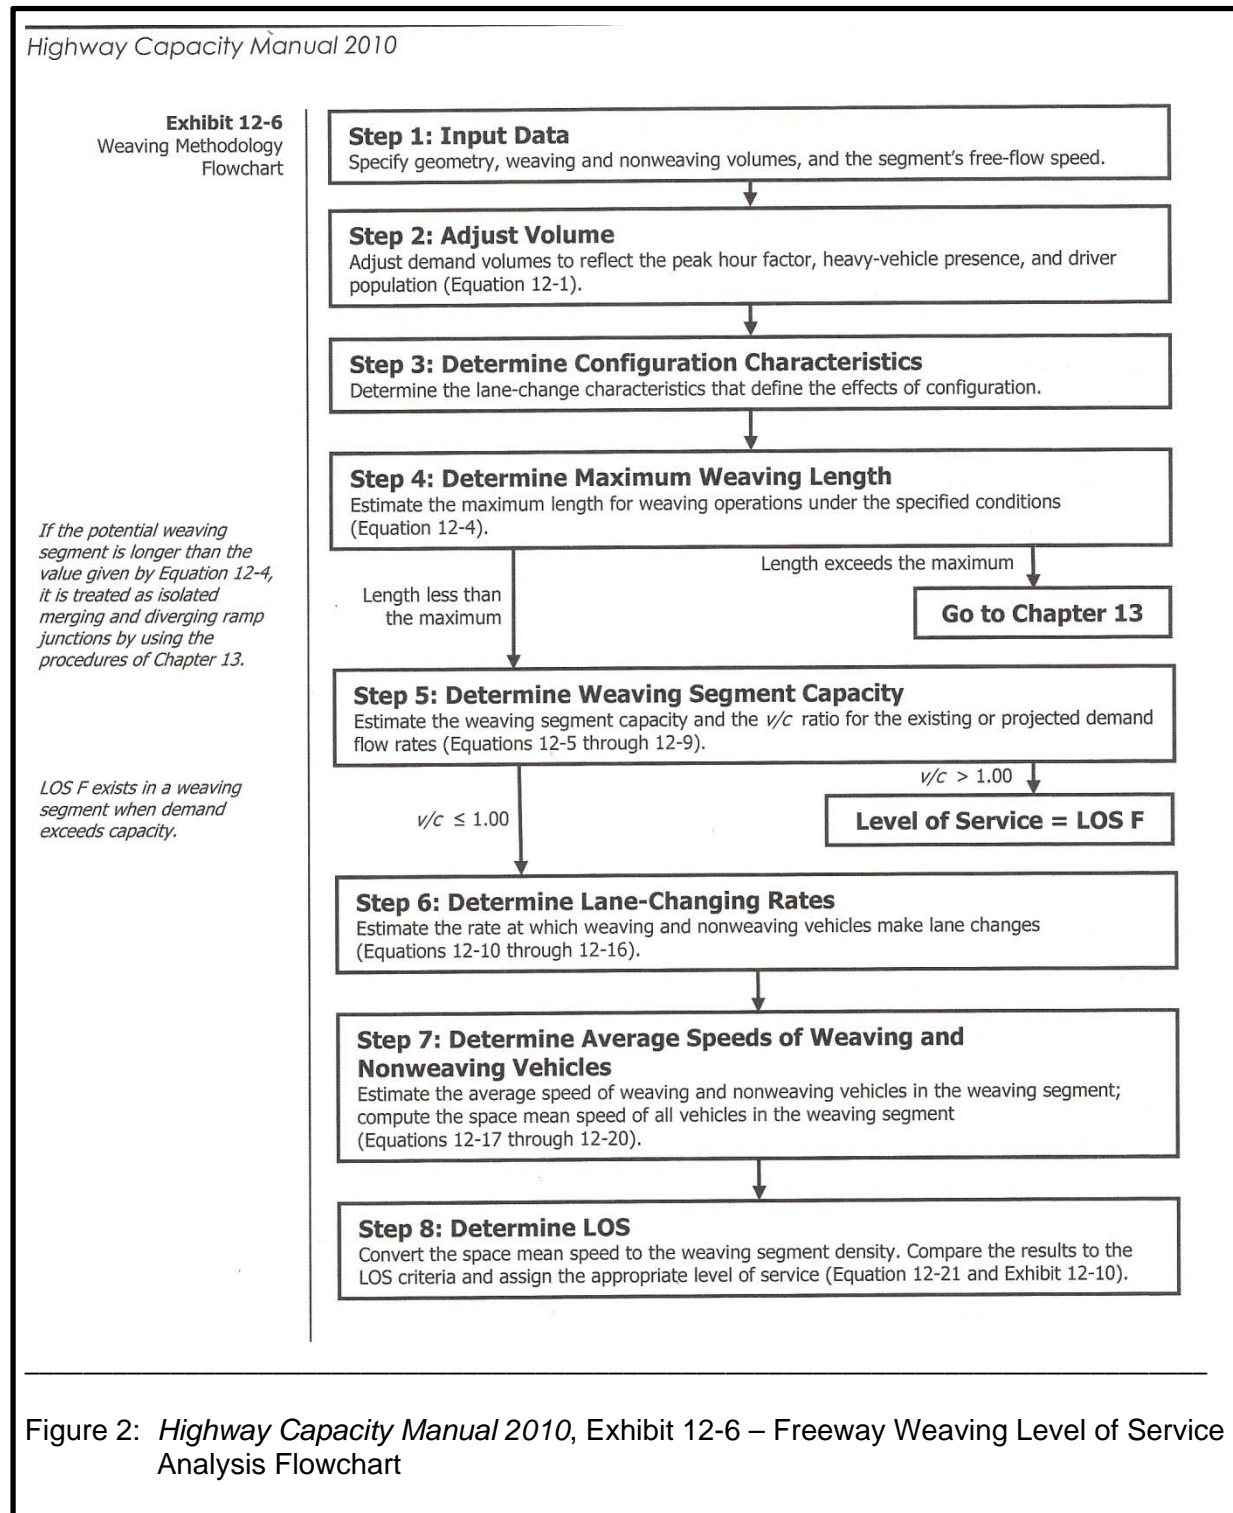 Highway Capacity Manual 2010
Exhibit 12-6
Weaving Methodology
Flowchart
Step 1: Input Data
Specify geometry, weaving and nonweaving volumes, and the segment's free-flow speed.
Step 2: Adjust Volume
Adjust demand volumes to reflect the peak hour factor, heavy-vehicle presence, and driver
population (Equation 12-1).
Step 3: Determine Configuration Characteristics
Determine the lane-change characteristics that define the effects of configuration.
Step 4: Determine Maximum Weaving Length
Estimate the maximum length for weaving operations under the specified conditions
(Equation 12-4).
If the potential weaving
segment is longer than the
value given by Equation 12-4,
it is treated as isolated
merging and diverging ramp
junctions by using the
procedures of Chapter 13.
Length less than
the maximum
Length exceeds the maximum
Go to Chapter 13
Step 5: Determine Weaving Segment Capacity
Estimate the weaving segment capacity and the v/c ratio for the existing or projected demand
flow rates (Equations 12-5 through 12-9).
LOS F exists in a weaving
segment when demand
exceeds capacity.
v/c ≤ 1.00
v/c > 1.00
Level of Service = LOS F
Step 6: Determine Lane-Changing Rates
Estimate the rate at which weaving and nonweaving vehicles make lane changes
(Equations 12-10 through 12-16).
Step 7: Determine Average Speeds of Weaving and
Nonweaving Vehicles
Estimate the average speed of weaving and nonweaving vehicles in the weaving segment;
compute the space mean speed of all vehicles in the weaving segment
(Equations 12-17 through 12-20).
Step 8: Determine LOS
Convert the space mean speed to the weaving segment density. Compare the results to the
LOS criteria and assign the appropriate level of service (Equation 12-21 and Exhibit 12-10).
Figure 2: Highway Capacity Manual 2010, Exhibit 12-6 – Freeway Weaving Level of Service
Analysis Flowchart